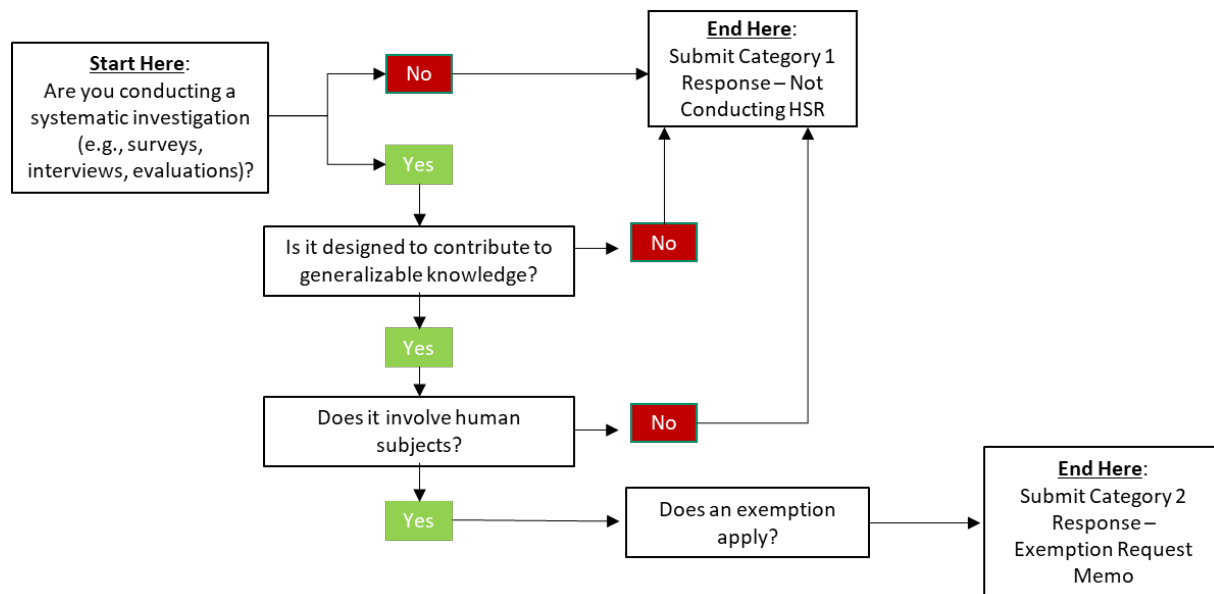 Start Here:
Are you conducting a
systematic investigation
(e.g., surveys,
interviews, evaluations)?
No
End Here:
Submit Category 1
Response – Not
Conducting HSR
Yes
Is it designed to contribute to
generalizable knowledge?
No
Yes
Does it involve human
subjects?
No
Yes
Does an exemption
apply?
End Here:
Submit Category 2
Response –
Exemption Request
Memo